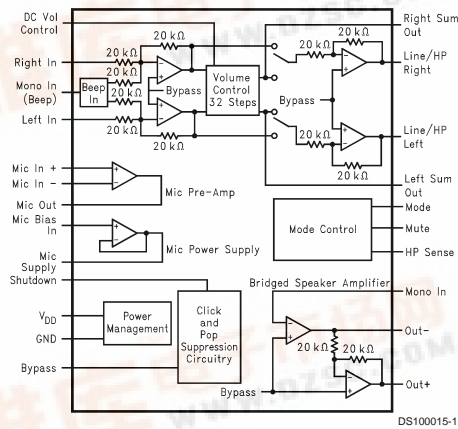 DC Vol
Control
Right In
Mono In
(Beep)
Left In
Mic In +
Mic In -
Mic Out
Mic Bias
In
Mic
Supply
Shutdown
VDD
GND
Bypass
20 kΩ
20 kΩ
20 kΩ
Beep
In
20 kΩ
20 kΩ
20 kΩ
Bypass
Volume
Control
32 Steps
20 kΩ
20 kΩ
Bypass
20 kΩ
20 kΩ
Right Sum
Out
Line/HP
Right
Line/HP
Left
Left Sum
Out
Mic Pre-Amp
Mic Power Supply
Mode Control
Mode
Mute
HP Sense
Power
Management
Click
and
Pop
Suppression
Circuitry
Bridged Speaker Amplifier
Mono In
20 kΩ
20 kΩ
Out-
Out+
Bypass
DS100015-1